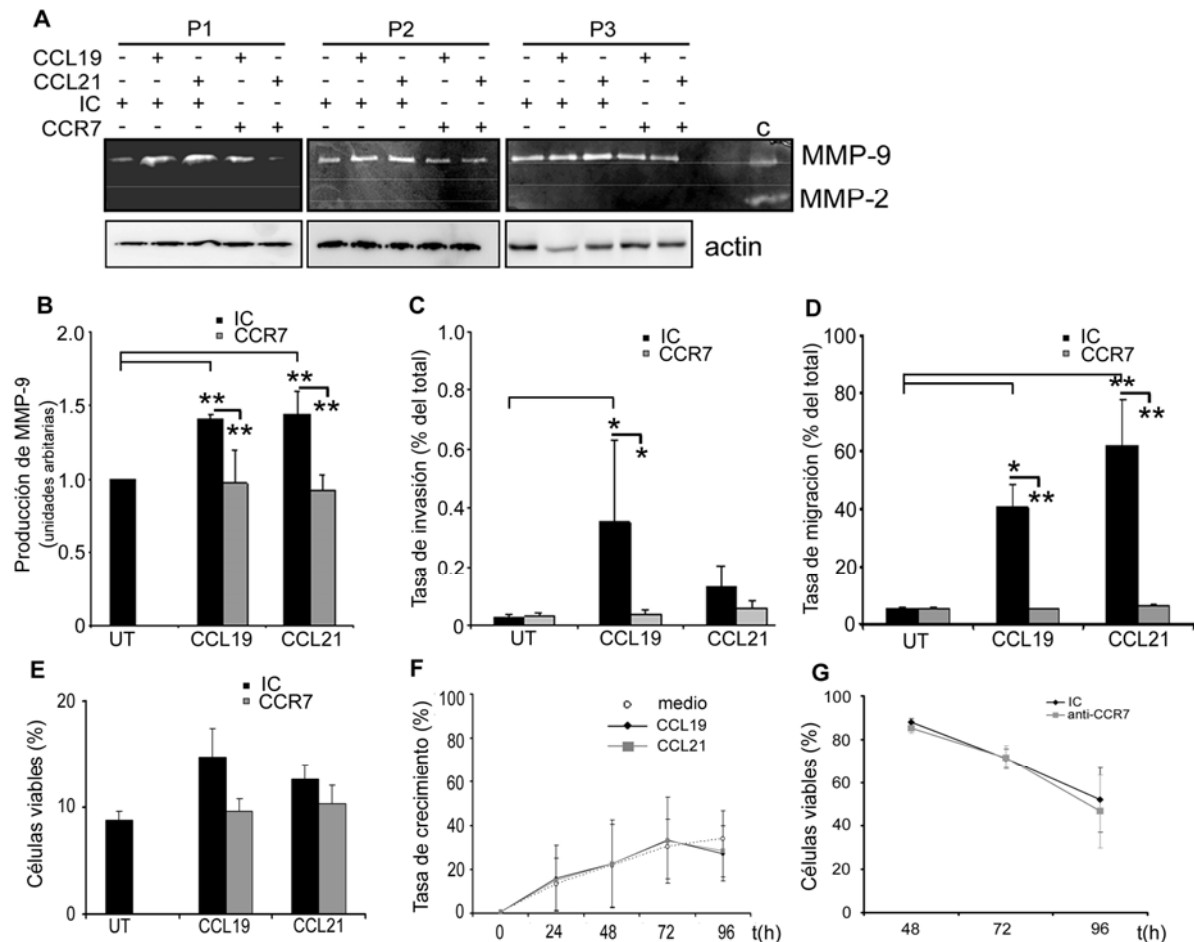 A
P1 P2 P3
CCL19 - + - + - - + - + - - + - + -
CCL21 - - + - + - - + - + - - + - +
IC + + + - - + + + - - + + + - -
CCR7 - - - + + - - - + + - - - + + C
MMP-9
MMP-2
actin
B
IC
CCR7
Producción de MMP-9
(unidades arbitarias)
2.0
1.5
1.0
0.5
0
** ** ** **
UT CCL19 CCL21
C
IC
CCR7
Tasa de invasión (% del total)
1.0
0.8
0.6
0.4
0.2
0
* *
UT CCL19 CCL21
D
IC
CCR7
Tasa de migración (% del total)
100
80
60
40
20
0
* ** ** **
UT CCL19 CCL21
E
IC
CCR7
Células viables (%)
20
10
0
UT CCL19 CCL21
F
medio
CCL19
CCL21
Tasa de crecimiento (%)
100
80
60
40
20
0
0 24 48 72 96 t(h)
G
IC
anti-CCR7
Células viables (%)
100
80
60
40
20
0
48 72 96 t(h)